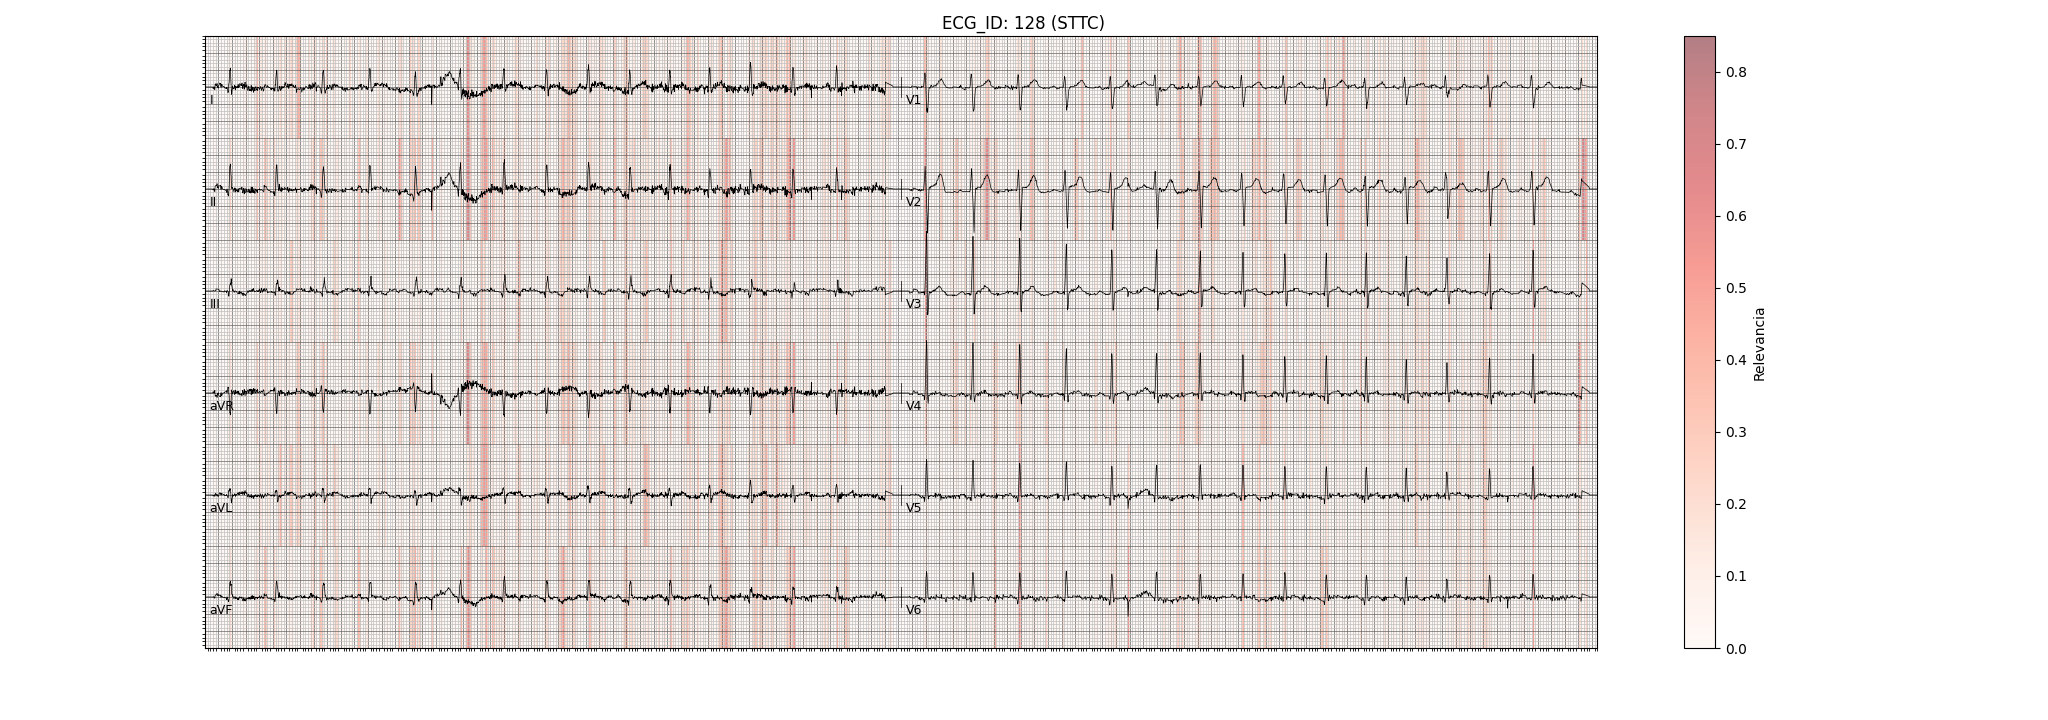 ECG_ID: 128 (STTC)
I
V1
II
V2
III
V3
aVR
V4
aVL
V5
aVF
V6
0.8
0.7
0.6
0.5
0.4
0.3
0.2
0.1
0.0
Relevancia